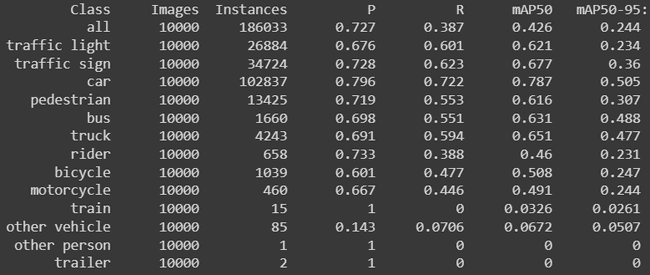 Class Images Instances P R mAP50 mAP50-95:
all 10000 186033 0.727 0.387 0.426 0.244
traffic light 10000 26884 0.676 0.601 0.621 0.234
traffic sign 10000 34724 0.728 0.623 0.677 0.36
car 10000 102837 0.796 0.722 0.787 0.505
pedestrian 10000 13425 0.719 0.553 0.616 0.307
bus 10000 1660 0.698 0.551 0.631 0.488
truck 10000 4243 0.691 0.594 0.651 0.477
rider 10000 658 0.733 0.388 0.46 0.231
bicycle 10000 1039 0.601 0.477 0.508 0.247
motorcycle 10000 460 0.667 0.446 0.491 0.244
train 10000 15 1 0 0.0326 0.0261
other vehicle 10000 85 0.143 0.0706 0.0672 0.0507
other person 10000 1 1 0 0 0
trailer 10000 2 1 0 0 0